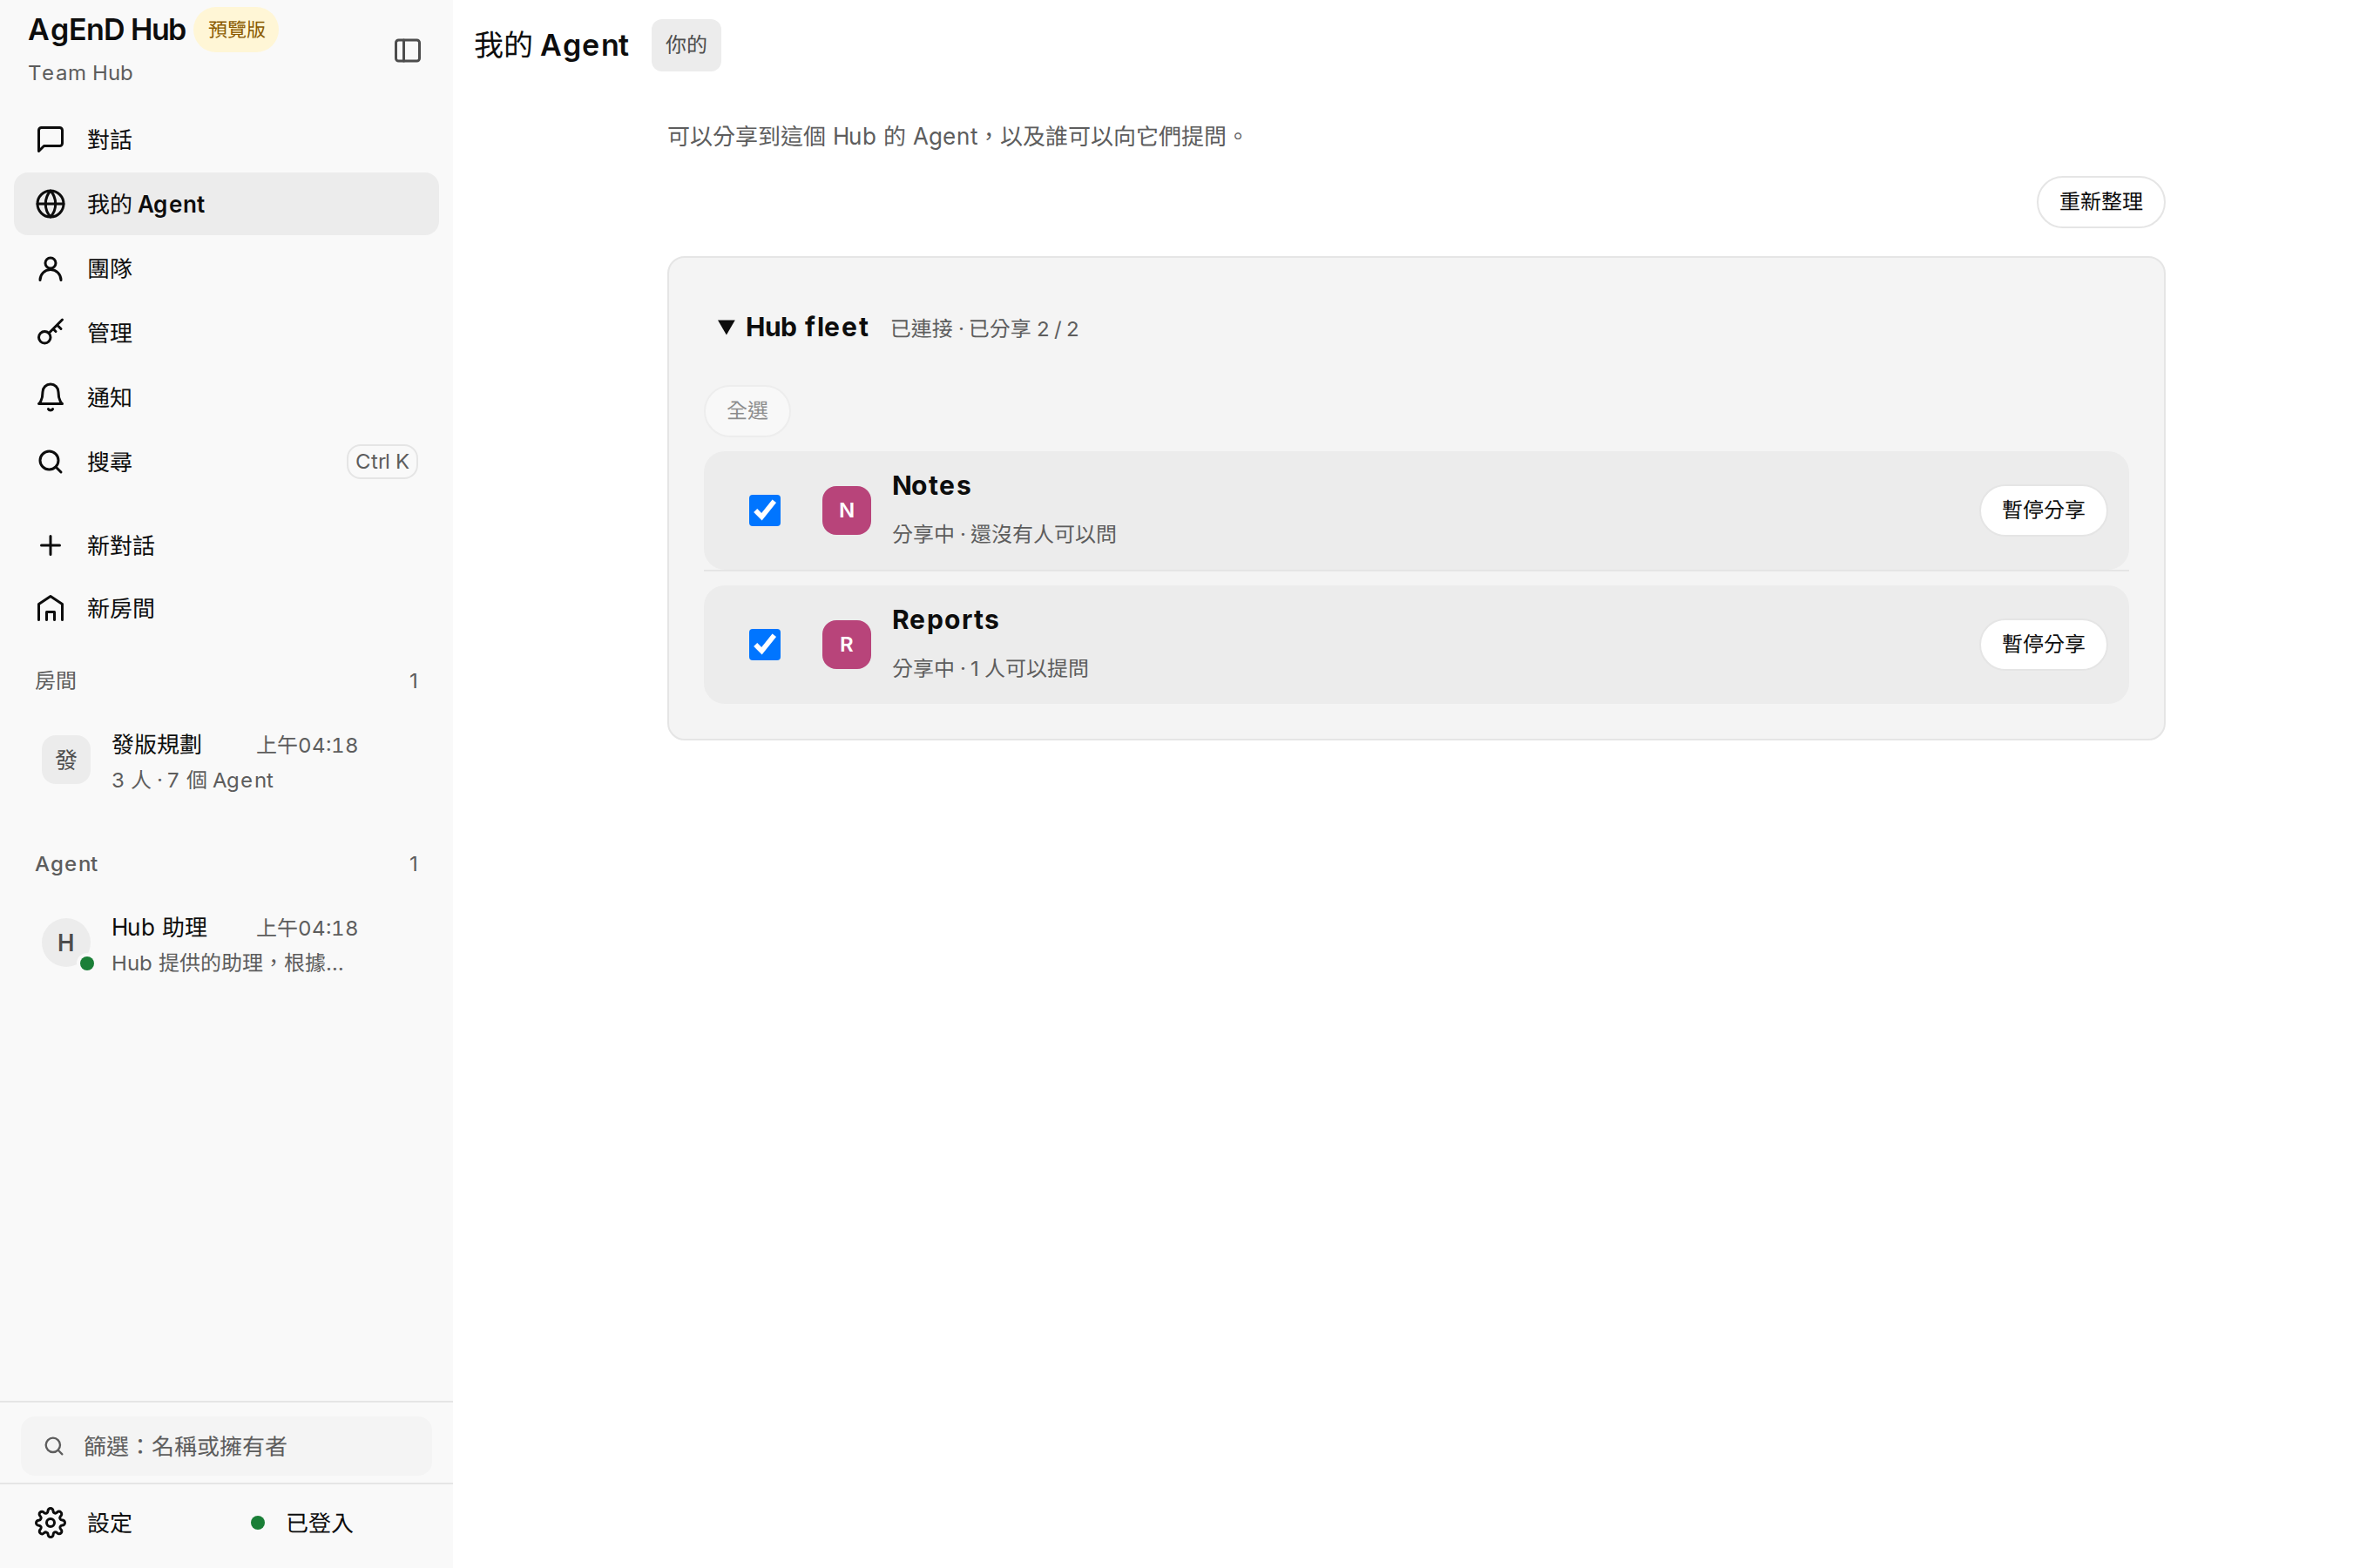 AgEnD Hub 預覽版
Team Hub
對話
我的 Agent
團隊
管理
通知
搜尋 Ctrl K
新對話
新房間
房間 1
發 發版規劃 上午04:18
3 人 · 7 個 Agent
Agent 1
H Hub 助理 上午04:18
Hub 提供的助理，根據...
篩選：名稱或擁有者
設定 已登入
我的 Agent 你的
可以分享到這個 Hub 的 Agent，以及誰可以向它們提問。
重新整理
Hub fleet 已連接 · 已分享 2 / 2
全選
N Notes
分享中 · 還沒有人可以問
暫停分享
R Reports
分享中 · 1 人可以提問
暫停分享